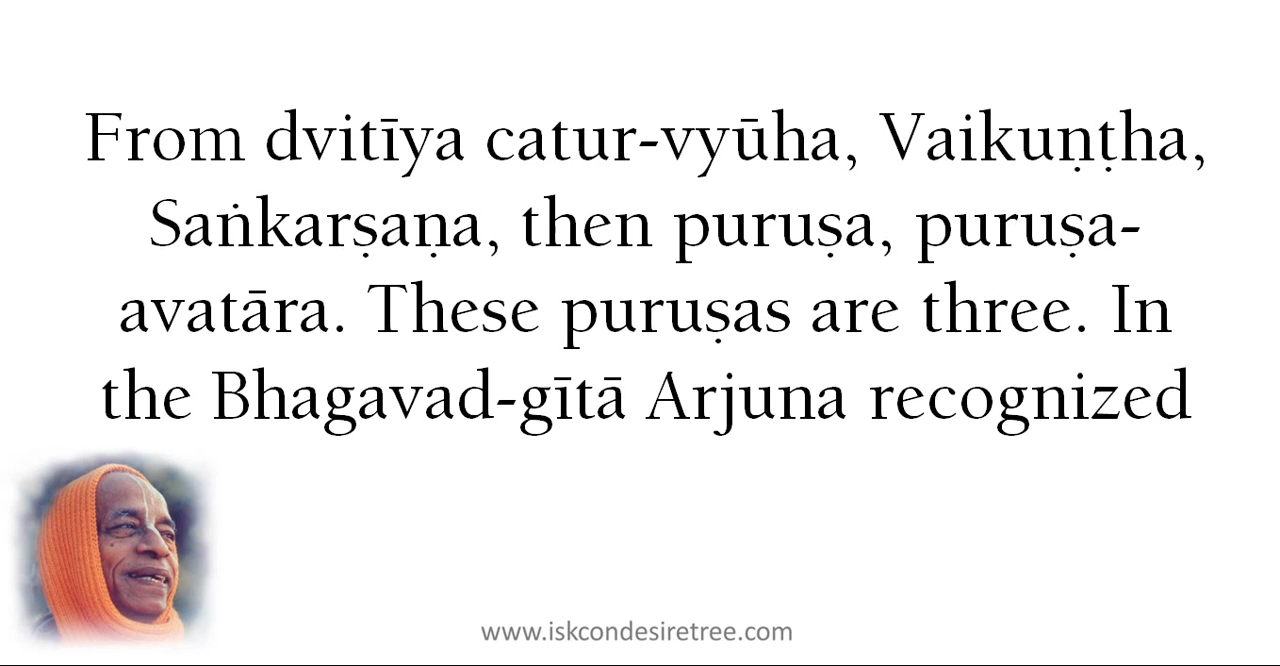 From dvitīya catur-vyūha, Vaikuṇṭha,
Saṅkarṣaṇa, then puruṣa, puruṣa-
avatāra. These puruṣas are three. In
the Bhagavad-gītā Arjuna recognized
www.iskcondesiretree.com